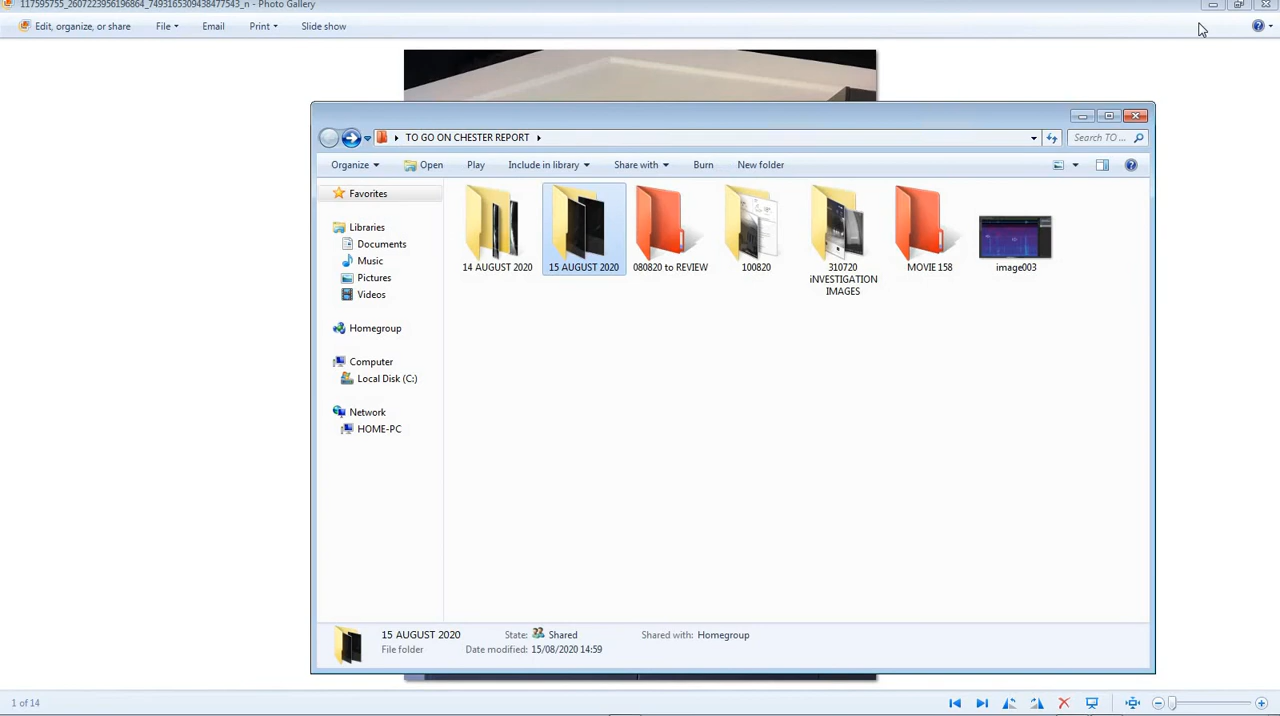 117595755_2607223956196864_7493165309438477543_n - Photo Gallery
Edit, organize, or share File Email Print Slide show
TO GO ON CHESTER REPORT
Search TO ...
Organize Open Play Include in library Share with Burn New folder
Favorites
Libraries
Documents
Music
Pictures
Videos
Homegroup
Computer
Local Disk (C:)
Network
HOME-PC
14 AUGUST 2020
15 AUGUST 2020
080820 to REVIEW
100820
310720
iNVESTIGATION
IMAGES
MOVIE 158
image003
15 AUGUST 2020 State: Shared Shared with: Homegroup
File folder Date modified: 15/08/2020 14:59
1 of 14